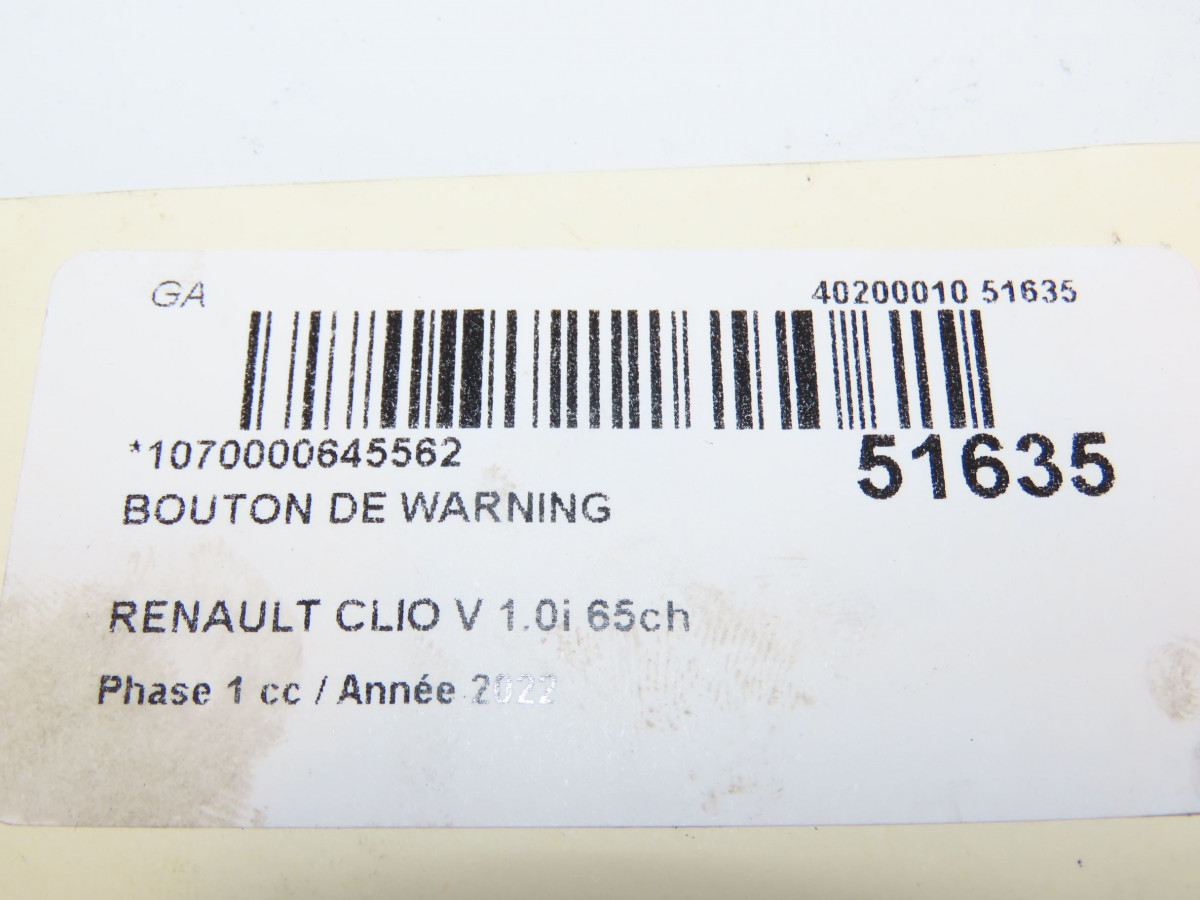 GA
40200010 51635
*1070000645562
51635
BOUTON DE WARNING
RENAULT CLIO V 1.0i 65ch
Phase 1 cc / Année 2022